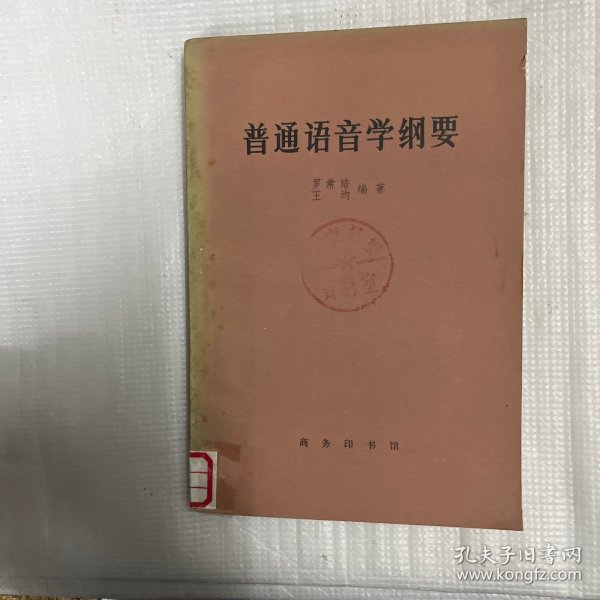 普通语音学纲要
罗常培
王均 编著
商务印书馆
孔夫子旧书网
www.kongfz.com